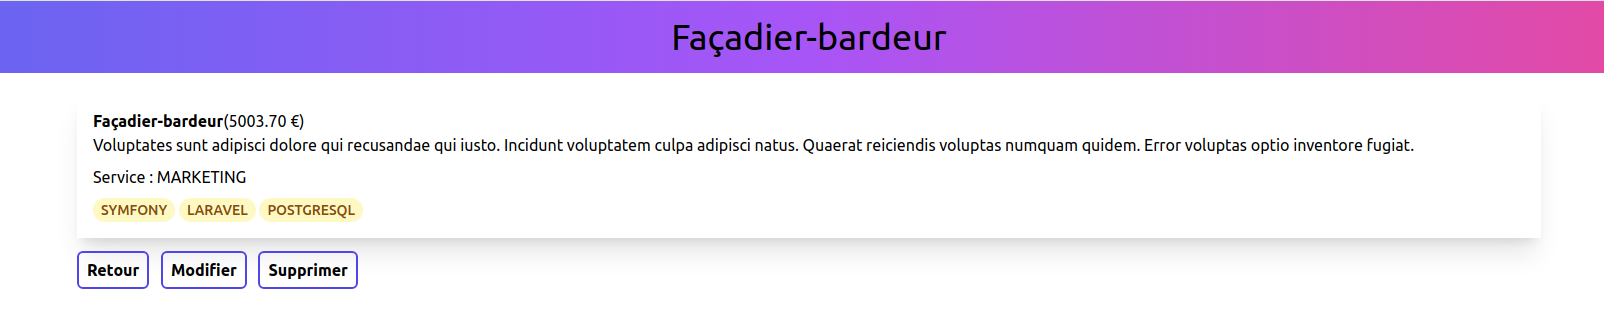 Façadier-bardeur
Façadier-bardeur(5003.70 €)
Voluptates sunt adipisci dolore qui recusandae qui iusto. Incidunt voluptatem culpa adipisci natus. Quaerat reiciendis voluptas numquam quidem. Error voluptas optio inventore fugiat.
Service : MARKETING
SYMFONY LARAVEL POSTGRESQL
Retour Modifier Supprimer